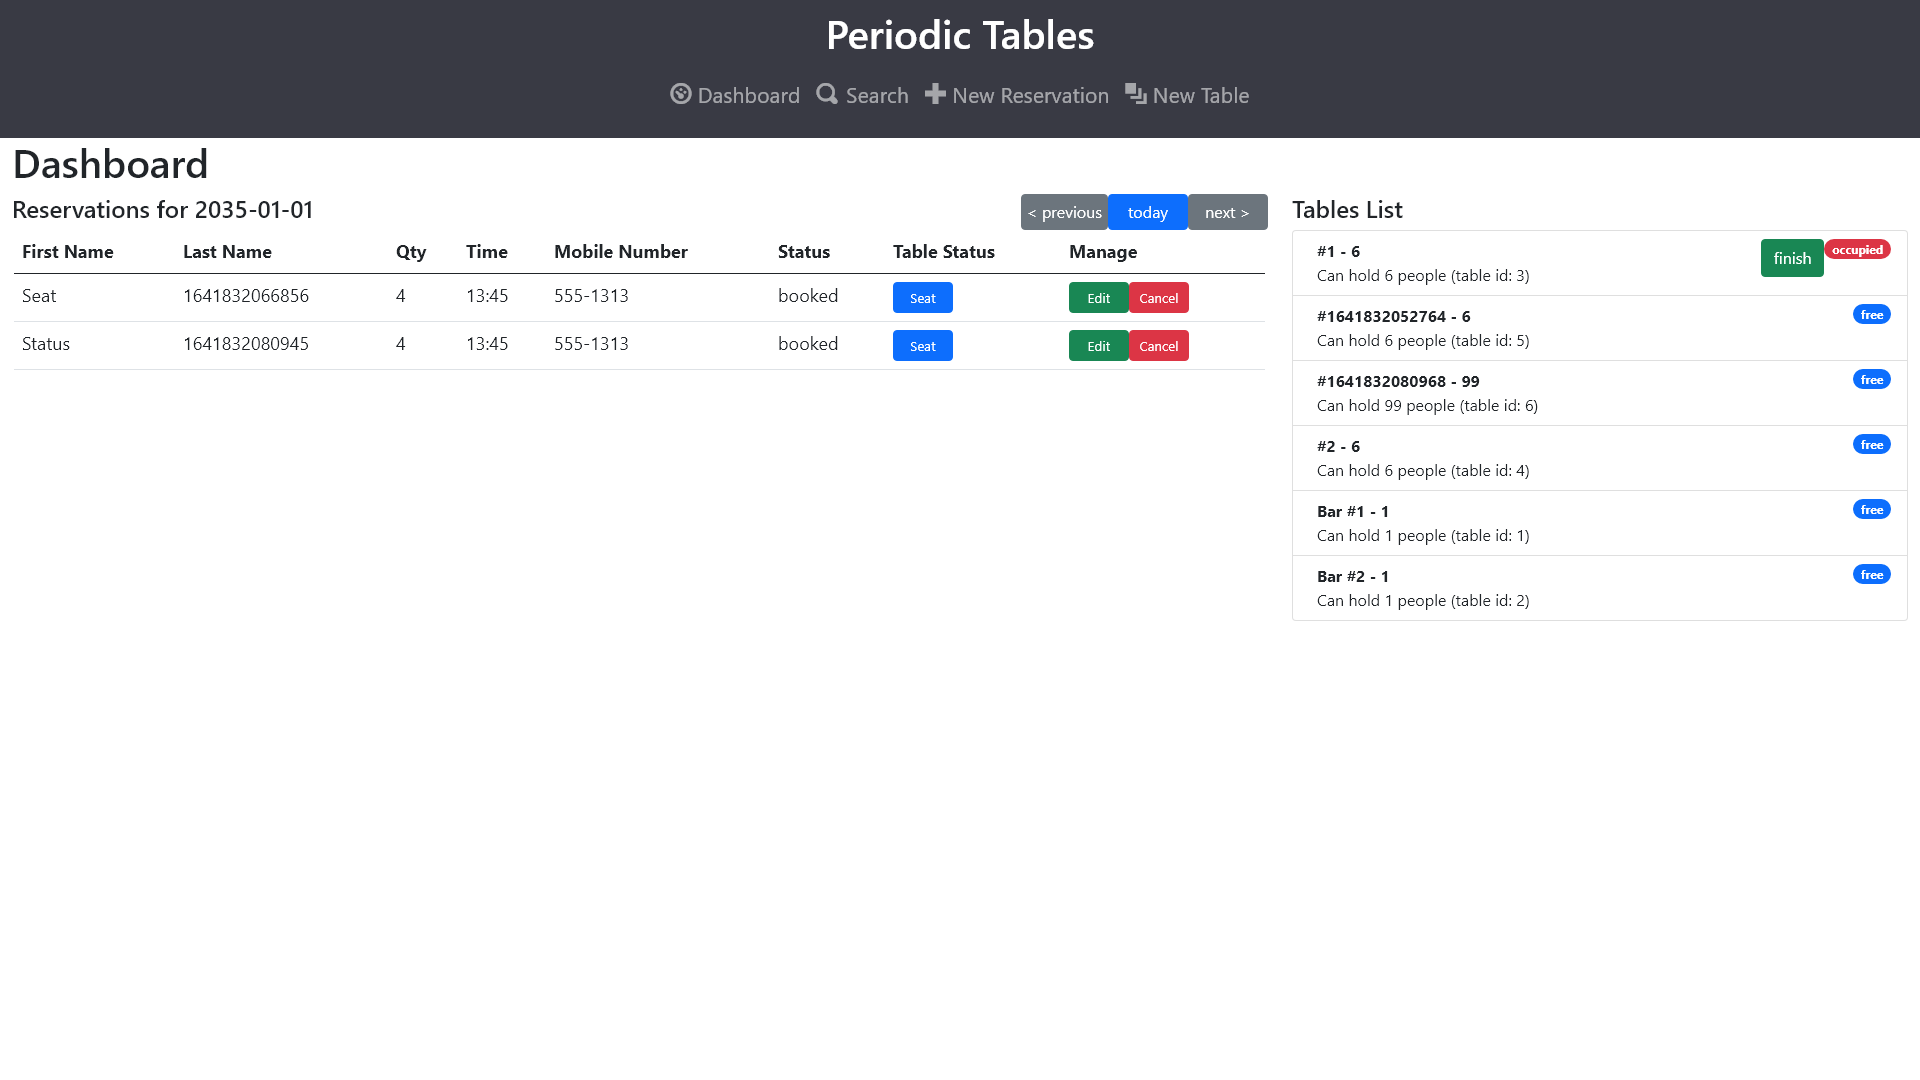 Periodic Tables
Dashboard Search New Reservation New Table
Dashboard
Reservations for 2035-01-01
< previous today next >
First Name Last Name Qty Time Mobile Number Status Table Status Manage
Seat 1641832066856 4 13:45 555-1313 booked Seat Edit Cancel
Status 1641832080945 4 13:45 555-1313 booked Seat Edit Cancel
Tables List
#1 - 6 finish occupied
Can hold 6 people (table id: 3)
#1641832052764 - 6 free
Can hold 6 people (table id: 5)
#1641832080968 - 99 free
Can hold 99 people (table id: 6)
#2 - 6 free
Can hold 6 people (table id: 4)
Bar #1 - 1 free
Can hold 1 people (table id: 1)
Bar #2 - 1 free
Can hold 1 people (table id: 2)